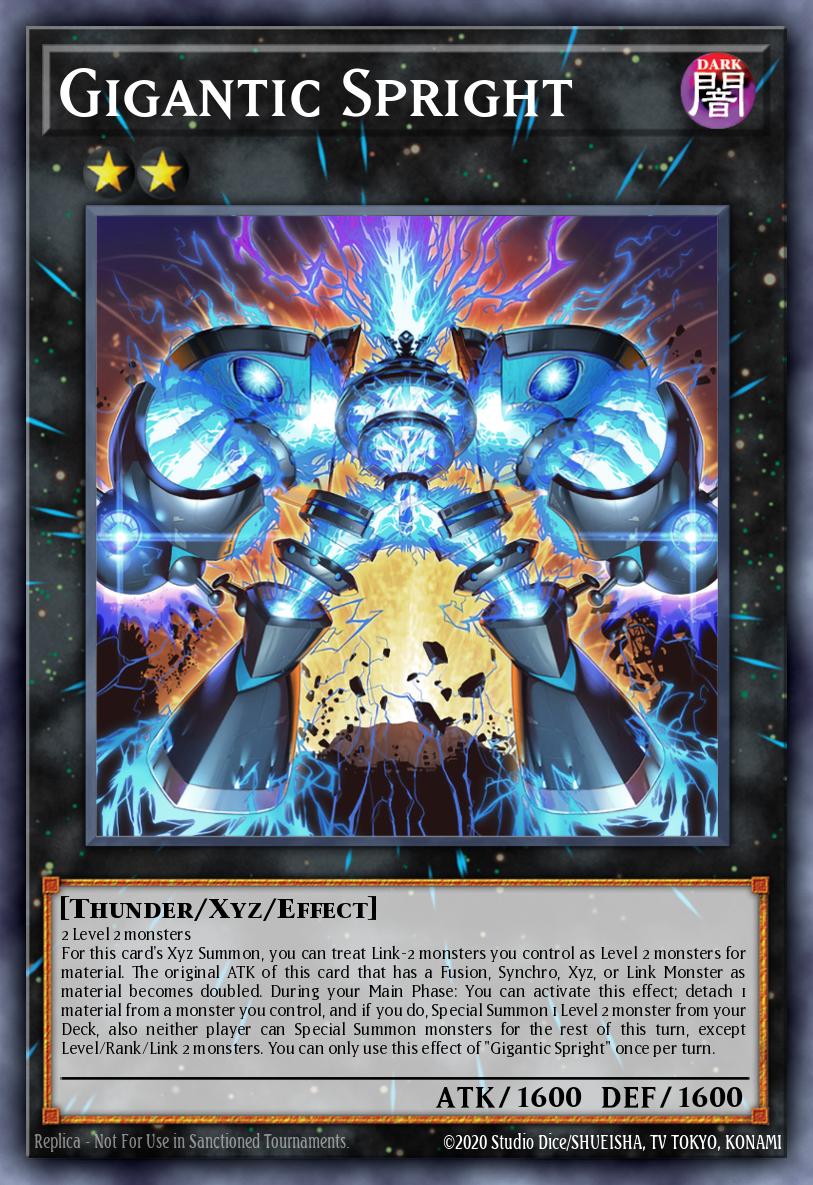 Gigantic Spright
DARK
闇
[Thunder/Xyz/Effect]
2 Level 2 monsters
For this card's Xyz Summon, you can treat Link-2 monsters you control as Level 2 monsters for
material. The original ATK of this card that has a Fusion, Synchro, Xyz, or Link Monster as
material becomes doubled. During your Main Phase: You can activate this effect; detach 1
material from a monster you control, and if you do, Special Summon 1 Level 2 monster from your
Deck, also neither player can Special Summon monsters for the rest of this turn, except
Level/Rank/Link 2 monsters. You can only use this effect of "Gigantic Spright" once per turn.
ATK/1600 DEF/1600
Replica - Not For Use in Sanctioned Tournaments.
©2020 Studio Dice/SHUEISHA, TV TOKYO, KONAMI